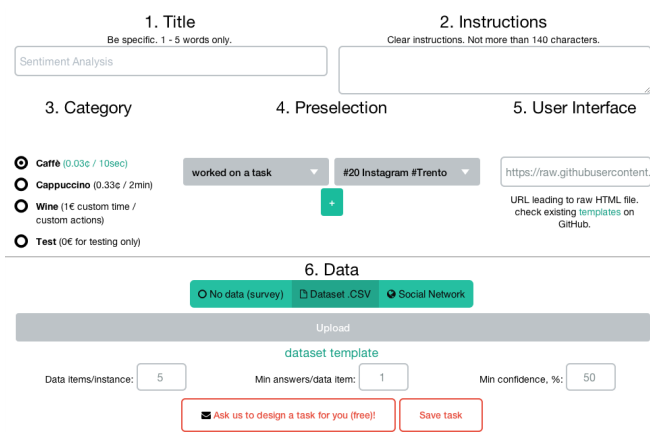 1. Title
2. Instructions
Be specific. 1 - 5 words only.
Clear instructions. Not more than 140 characters.
Sentiment Analysis
3. Category
4. Preselection
5. User Interface
Caffè (0.03¢ / 10sec)
Cappuccino (0.33¢ / 2min)
Wine (1€ custom time /
custom actions)
Test (0€ for testing only)
worked on a task
#20 Instagram #Trento
+
https://raw.githubusercontent.
URL leading to raw HTML file.
check existing templates on
GitHub.
6. Data
No data (survey)
Dataset .CSV
Social Network
Upload
dataset template
Data items/instance: 5
Min answers/data item: 1
Min confidence, %: 50
Ask us to design a task for you (free)!
Save task